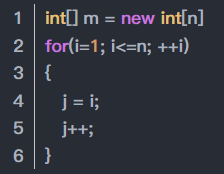 1 int[] m = new int[n]
2 for(i=1; i<=n; ++i)
3 {
4 j = i;
5 j++;
6 }